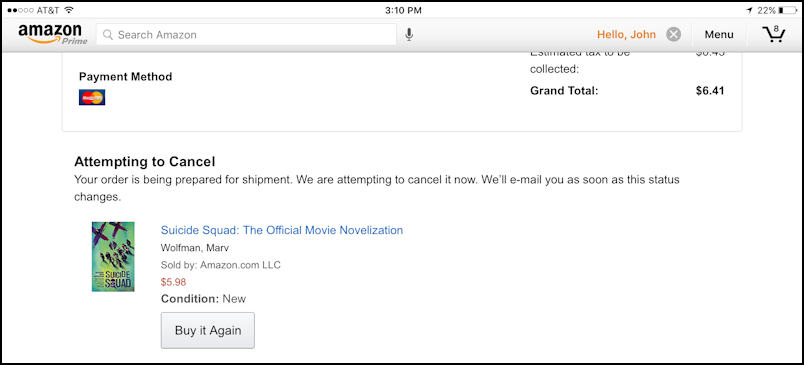 AT&T 3:10 PM 22%
amazon Prime Search Amazon Hello, John Menu 8
Estimated tax to be $0.43
collected:
Payment Method
MasterCard
Grand Total: $6.41
Attempting to Cancel
Your order is being prepared for shipment. We are attempting to cancel it now. We'll e-mail you as soon as this status
changes.
Suicide Squad: The Official Movie Novelization
Wolfman, Marv
Sold by: Amazon.com LLC
$5.98
Condition: New
Buy it Again
SUICIDE
SQUAD